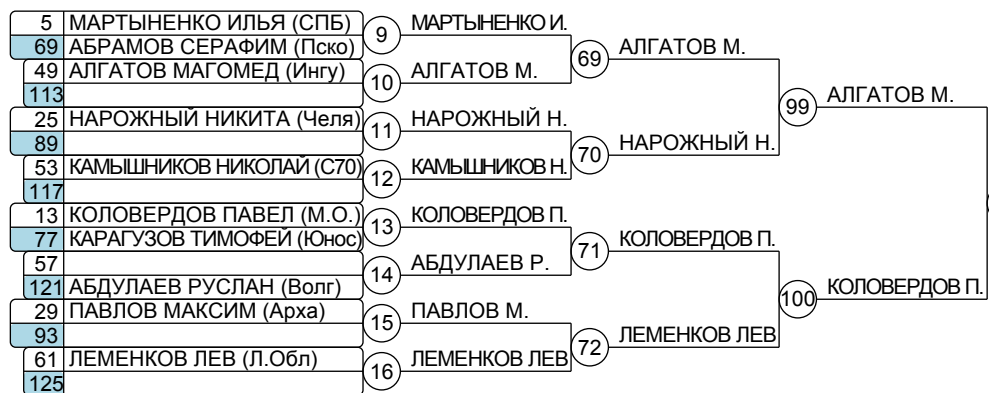 5 МАРТЫНЕНКО ИЛЬЯ (СПБ) 9 МАРТЫНЕНКО И.
69 АБРАМОВ СЕРАФИМ (Пско) 69 АЛГАТОВ М.
49 АЛГАТОВ МАГОМЕД (Ингу) 10 АЛГАТОВ М.
113 99 АЛГАТОВ М.
25 НАРОЖНЫЙ НИКИТА (Челя) 11 НАРОЖНЫЙ Н.
89 70 НАРОЖНЫЙ Н.
53 КАМЫШНИКОВ НИКОЛАЙ (С70) 12 КАМЫШНИКОВ Н.
117
13 КОЛОВЕРДОВ ПАВЕЛ (М.О.) 13 КОЛОВЕРДОВ П.
77 КАРАГУЗОВ ТИМОФЕЙ (Юнос) 71 КОЛОВЕРДОВ П.
57 14 АБДУЛАЕВ Р.
121 АБДУЛАЕВ РУСЛАН (Волг) 100 КОЛОВЕРДОВ П.
29 ПАВЛОВ МАКСИМ (Арха) 15 ПАВЛОВ М.
93 72 ЛЕМЕНКОВ ЛЕВ
61 ЛЕМЕНКОВ ЛЕВ (Л.Обл) 16 ЛЕМЕНКОВ ЛЕВ
125